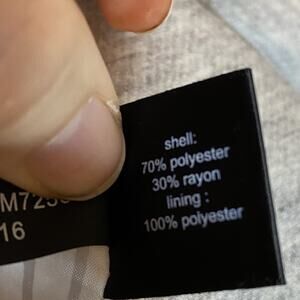 shell:
70% polyester
30% rayon
lining :
100% polyester
16